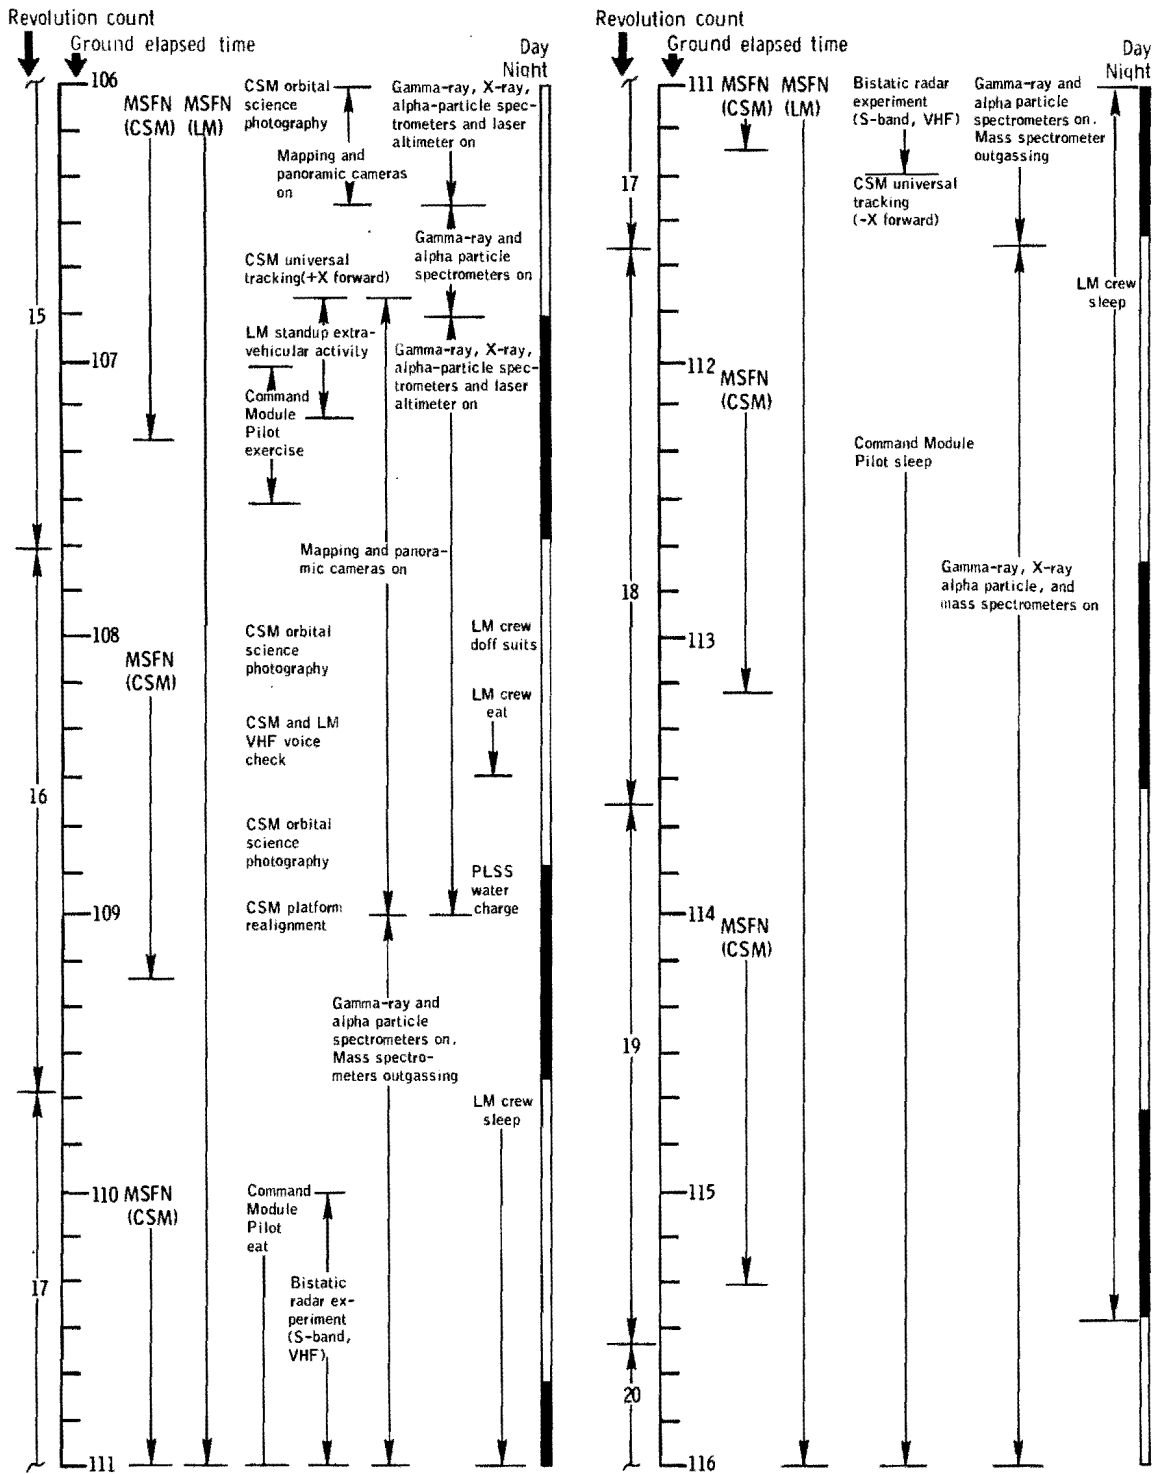 Revolution count
Ground elapsed time
Day
Night
106
MSFN
(CSM)
MSFN
(LM)
CSM orbital
science
photography
Gamma-ray, X-ray,
alpha-particle spec-
trometers and laser
altimeter on
Mapping and
panoramic cameras
on
Gamma-ray and
alpha particle
spectrometers on
CSM universal
tracking(+X forward)
15
LM standup extra-
vehicular activity
Gamma-ray, X-ray,
alpha-particle spec-
trometers and laser
altimeter on
107
Command
Module
Pilot
exercise
Mapping and panora-
mic cameras on
108
MSFN
(CSM)
CSM orbital
science
photography
LM crew
doff suits
LM crew
eat
CSM and LM
VHF voice
check
16
CSM orbital
science
photography
PLSS
water
charge
109
CSM platform
realignment
Gamma-ray and
alpha particle
spectrometers on.
Mass spectro-
meters outgassing
LM crew
sleep
110
MSFN
(CSM)
Command
Module
Pilot
eat
17
Bistatic
radar ex-
periment
(S-band,
VHF)
111
Revolution count
Ground elapsed time
Day
Night
111
MSFN
(CSM)
MSFN
(LM)
Bistatic radar
experiment
(S-band, VHF)
Gamma-ray and
alpha particle
spectrometers on.
Mass spectrometer
outgassing
17
CSM universal
tracking
(-X forward)
LM crew
sleep
112
MSFN
(CSM)
Command Module
Pilot sleep
18
Gamma-ray, X-ray
alpha particle, and
mass spectrometers on
113
114
MSFN
(CSM)
19
115
20
116